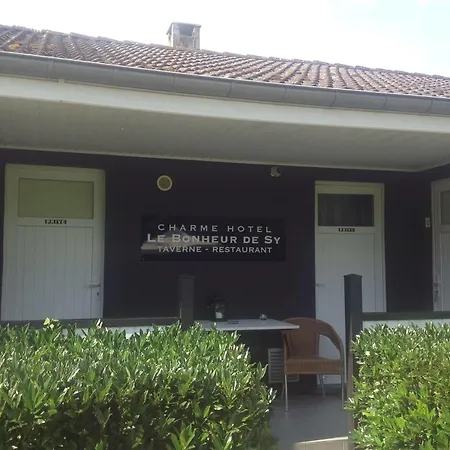 PRIVE
CHARME HOTEL
LE BONHEUR DE SY
TAVERNE - RESTAURANT
PRIVE